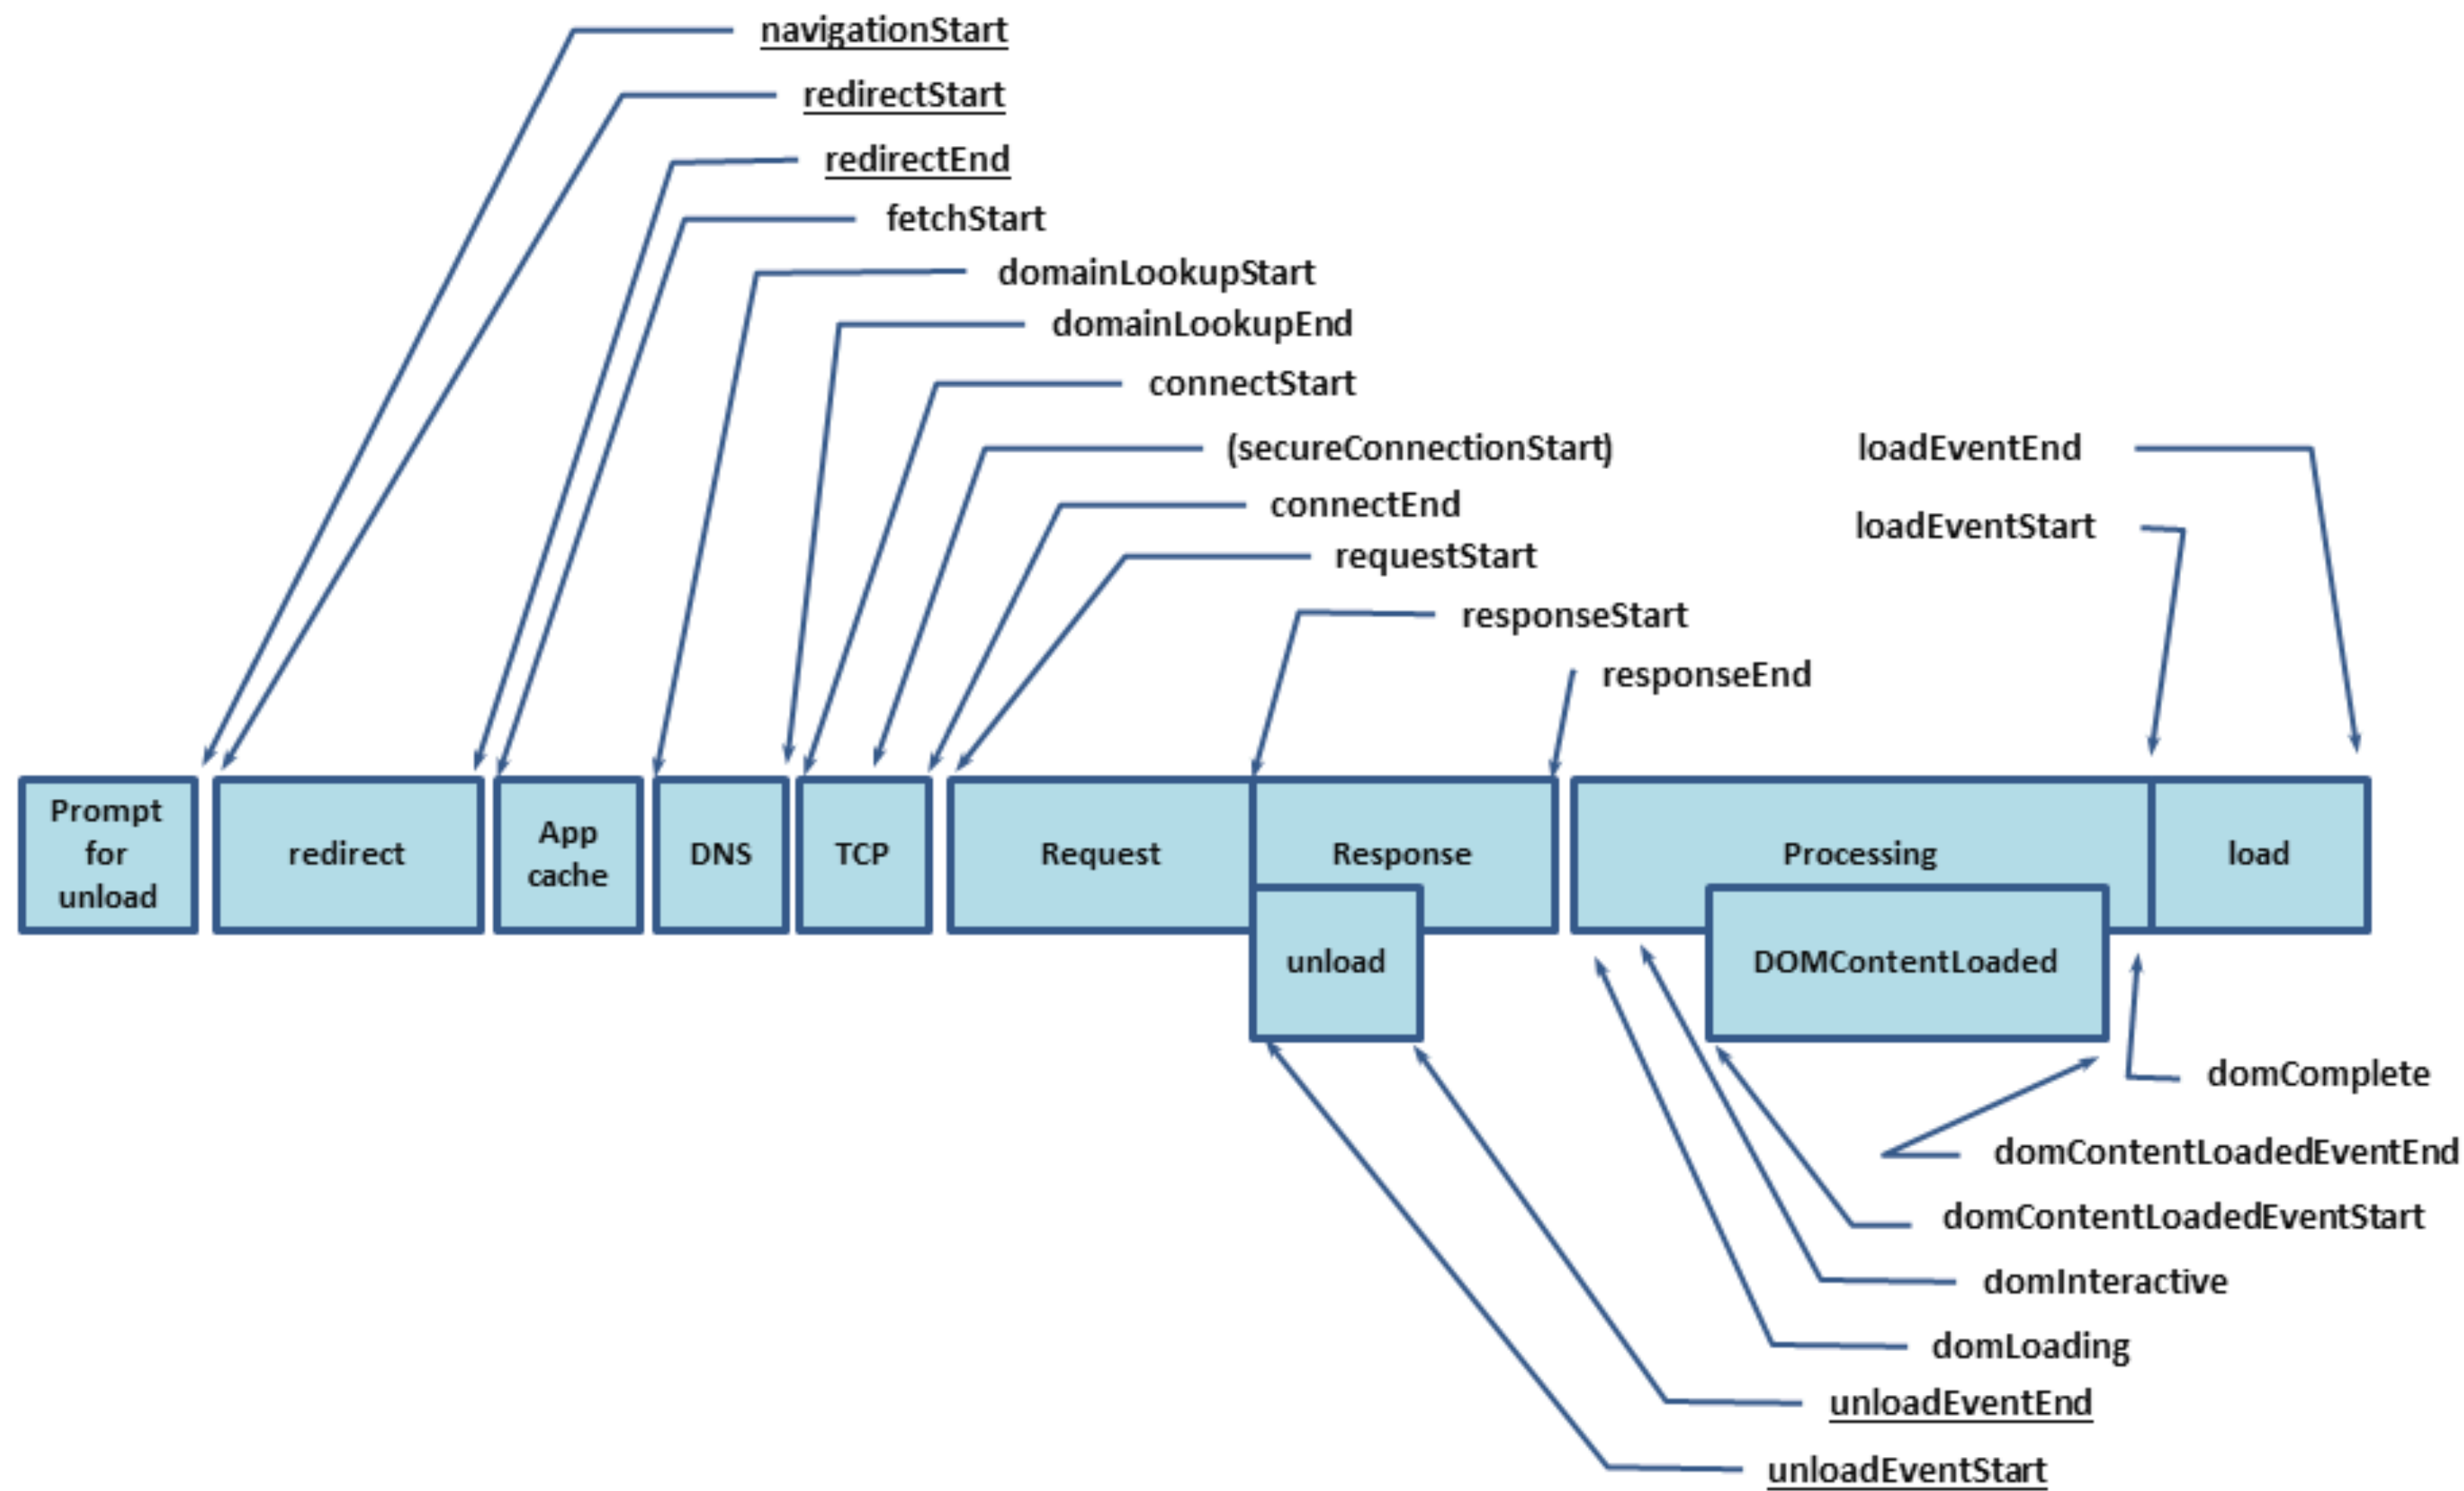 navigationStart
redirectStart
redirectEnd
fetchStart
domainLookupStart
domainLookupEnd
connectStart
(secureConnectionStart)
connectEnd
requestStart
responseStart
responseEnd
loadEventEnd
loadEventStart
Prompt
for
unload
redirect
App
cache
DNS
TCP
Request
Response
unload
Processing
DOMContentLoaded
load
domComplete
domContentLoadedEventEnd
domContentLoadedEventStart
domInteractive
domLoading
unloadEventEnd
unloadEventStart